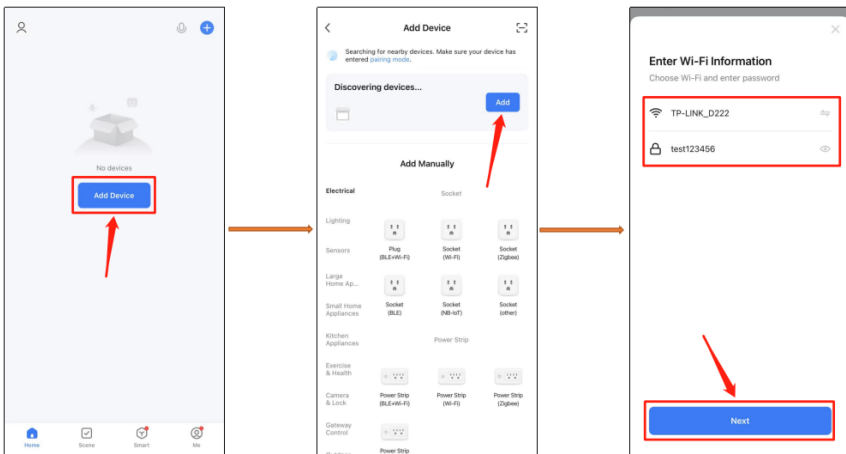 No devices
Add Device
Home
Scene
Smart
Me
Add Device
Searching for nearby devices. Make sure your device has
entered pairing mode.
Discovering devices...
Add
Add Manually
Electrical
Socket
Lighting
Sensors
Plug
(BLE+Wi-Fi)
Socket
(Wi-Fi)
Socket
(Zigbee)
Large
Home Ap...
Small Home
Appliances
Socket
(BLE)
Socket
(NB-IoT)
Socket
(other)
Kitchen
Appliances
Power Strip
Exercise
& Health
Camera
& Lock
Power Strip
(BLE+Wi-Fi)
Power Strip
(Wi-Fi)
Power Strip
(Zigbee)
Gateway
Control
Power Strip
Enter Wi-Fi Information
Choose Wi-Fi and enter password
TP-LINK_D222
test123456
Next